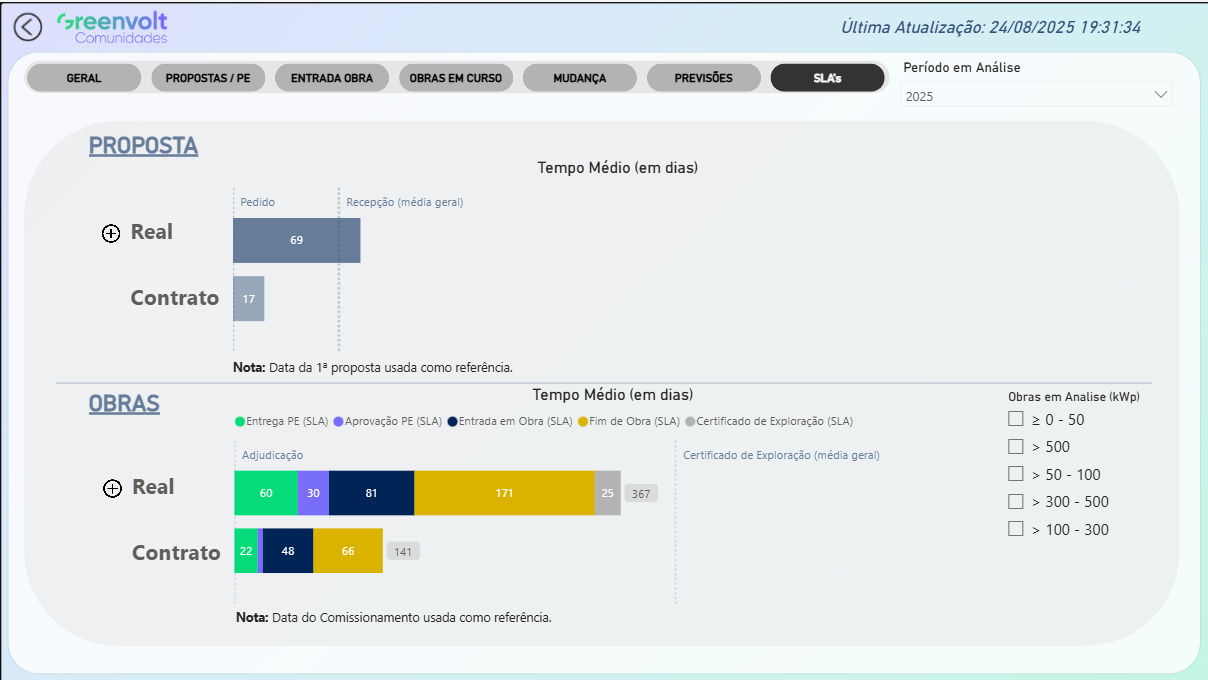 Greenvolt
Comunidades
Última Atualização: 24/08/2025 19:31:34
GERAL
PROPOSTAS / PE
ENTRADA OBRA
OBRAS EM CURSO
MUDANÇA
PREVISÕES
SLA's
Período em Análise
2025
PROPOSTA
Tempo Médio (em dias)
Pedido
Recepção (média geral)
Real
69
Contrato
17
Nota: Data da 1ª proposta usada como referência.
OBRAS
Tempo Médio (em dias)
Entrega PE (SLA)
Aprovação PE (SLA)
Entrada em Obra (SLA)
Fim de Obra (SLA)
Certificado de Exploração (SLA)
Adjudicação
Certificado de Exploração (média geral)
Real
60
30
81
171
25
367
Contrato
22
48
66
141
Nota: Data do Comissionamento usada como referência.
Obras em Analise (kWp)
≥ 0 - 50
> 500
> 50 - 100
> 300 - 500
> 100 - 300